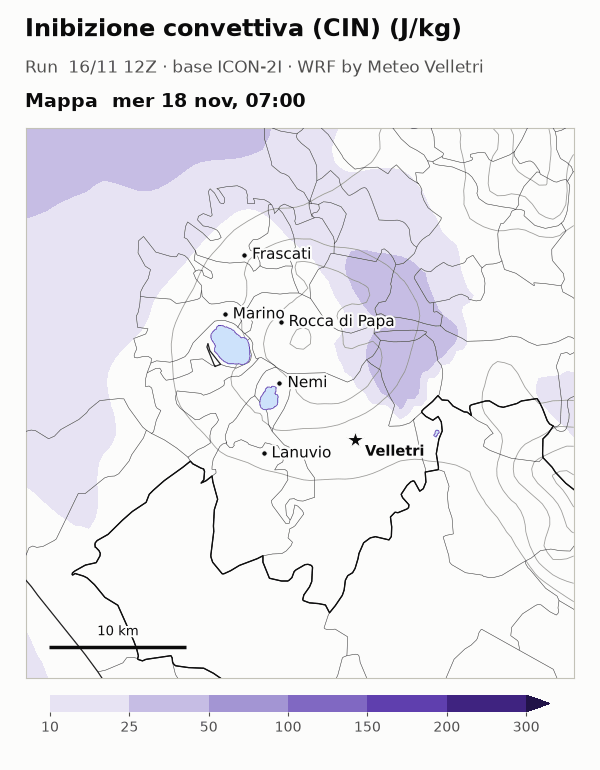 Inibizione convettiva (CIN) (J/kg)
Run  16/11 12Z · base ICON-2I · WRF by Meteo Velletri
Mappa  mer 18 nov, 07:00
Frascati
Marino
Rocca di Papa
Nemi
Velletri
Lanuvio
10 km
10 25 50 100 150 200 300